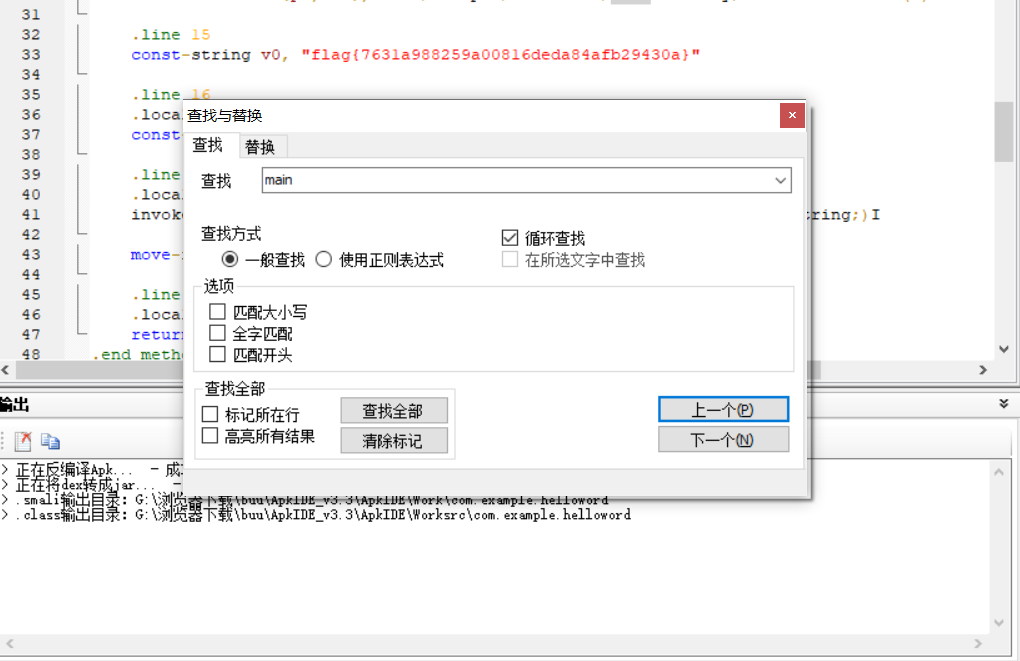 31
32 .line 15
33 const-string v0, "flag{7631a988259a00816deda84afb29430a}"
34
35 .line 16
36 .loca
37 const
38
39 .line
40 .loca
41 invok ring;)I
42
43 move-
44
45 .line
46 .loca
47 retur
48 .end meth
查找与替换
查找 替换
查找 main
查找方式
一般查找 使用正则表达式
循环查找
在所选文字中查找
选项
匹配大小写
全字匹配
匹配开头
查找全部
标记所在行 查找全部
高亮所有结果 清除标记
上一个(P)
下一个(N)
输出
> 正在反编译Apk... - 成
> 正在将dex转成jar... -
> .smali输出目录: G:\浏览器下载\buu\ApkIDE_v3.3\ApkIDE\Work\com.example.helloword
> .class输出目录: G:\浏览器下载\buu\ApkIDE_v3.3\ApkIDE\Worksrc\com.example.helloword